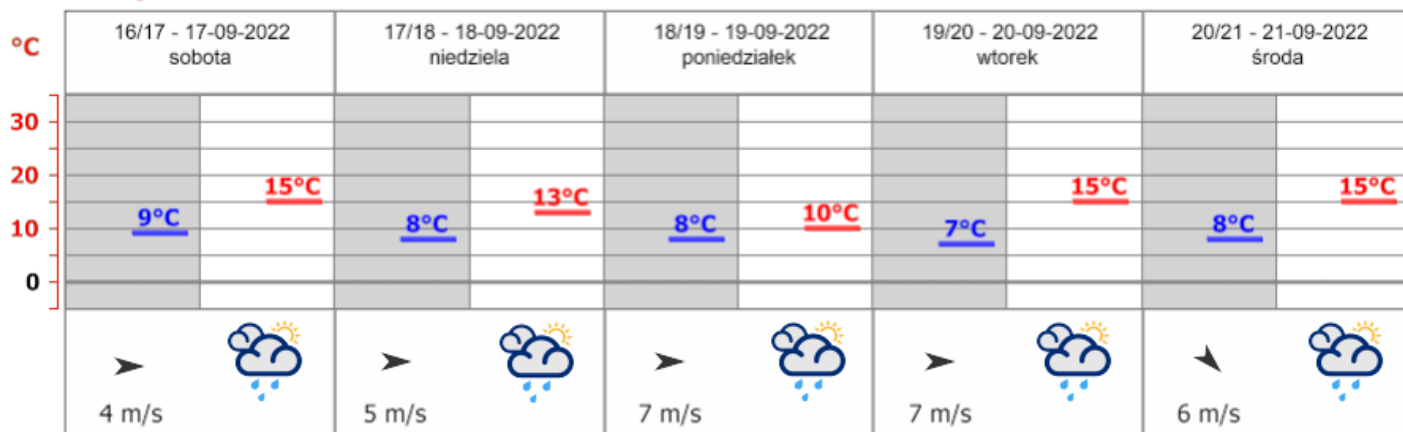 °C
16/17 - 17-09-2022
sobota
17/18 - 18-09-2022
niedziela
18/19 - 19-09-2022
poniedziałek
19/20 - 20-09-2022
wtorek
20/21 - 21-09-2022
środa
30
20
10
0
9°C
15°C
8°C
13°C
8°C
10°C
7°C
15°C
8°C
15°C
4 m/s
5 m/s
7 m/s
7 m/s
6 m/s